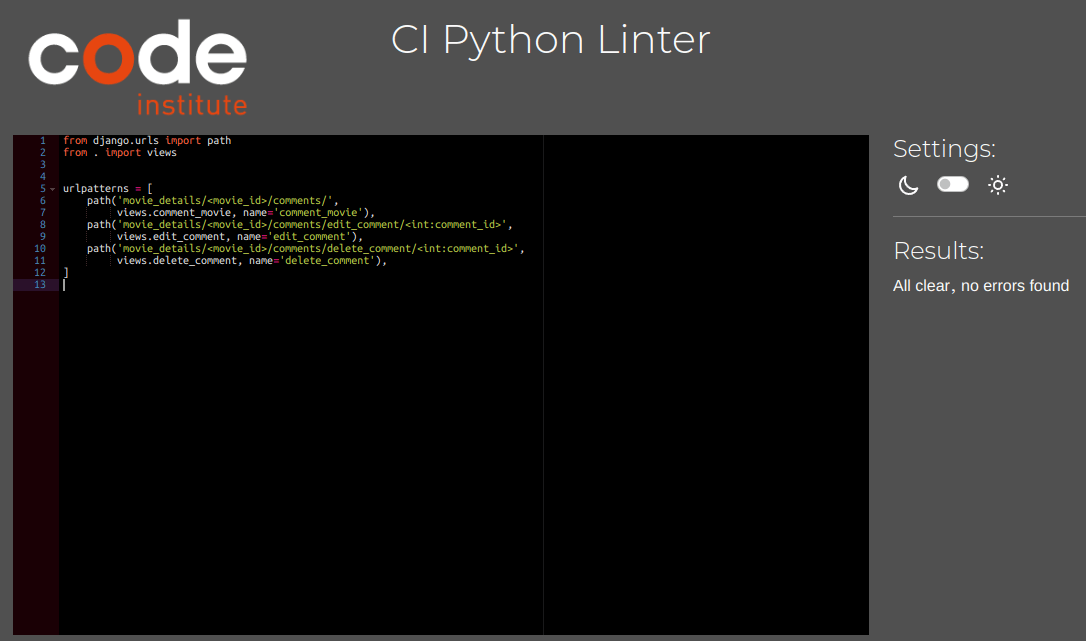 code
institute
CI Python Linter
1 from django.urls import path
2 from . import views
3
4
5 urlpatterns = [
6     path('movie_details/<movie_id>/comments/',
7          views.comment_movie, name='comment_movie'),
8     path('movie_details/<movie_id>/comments/edit_comment/<int:comment_id>',
9          views.edit_comment, name='edit_comment'),
10     path('movie_details/<movie_id>/comments/delete_comment/<int:comment_id>',
11          views.delete_comment, name='delete_comment'),
12 ]
13
Settings:
Results:
All clear, no errors found